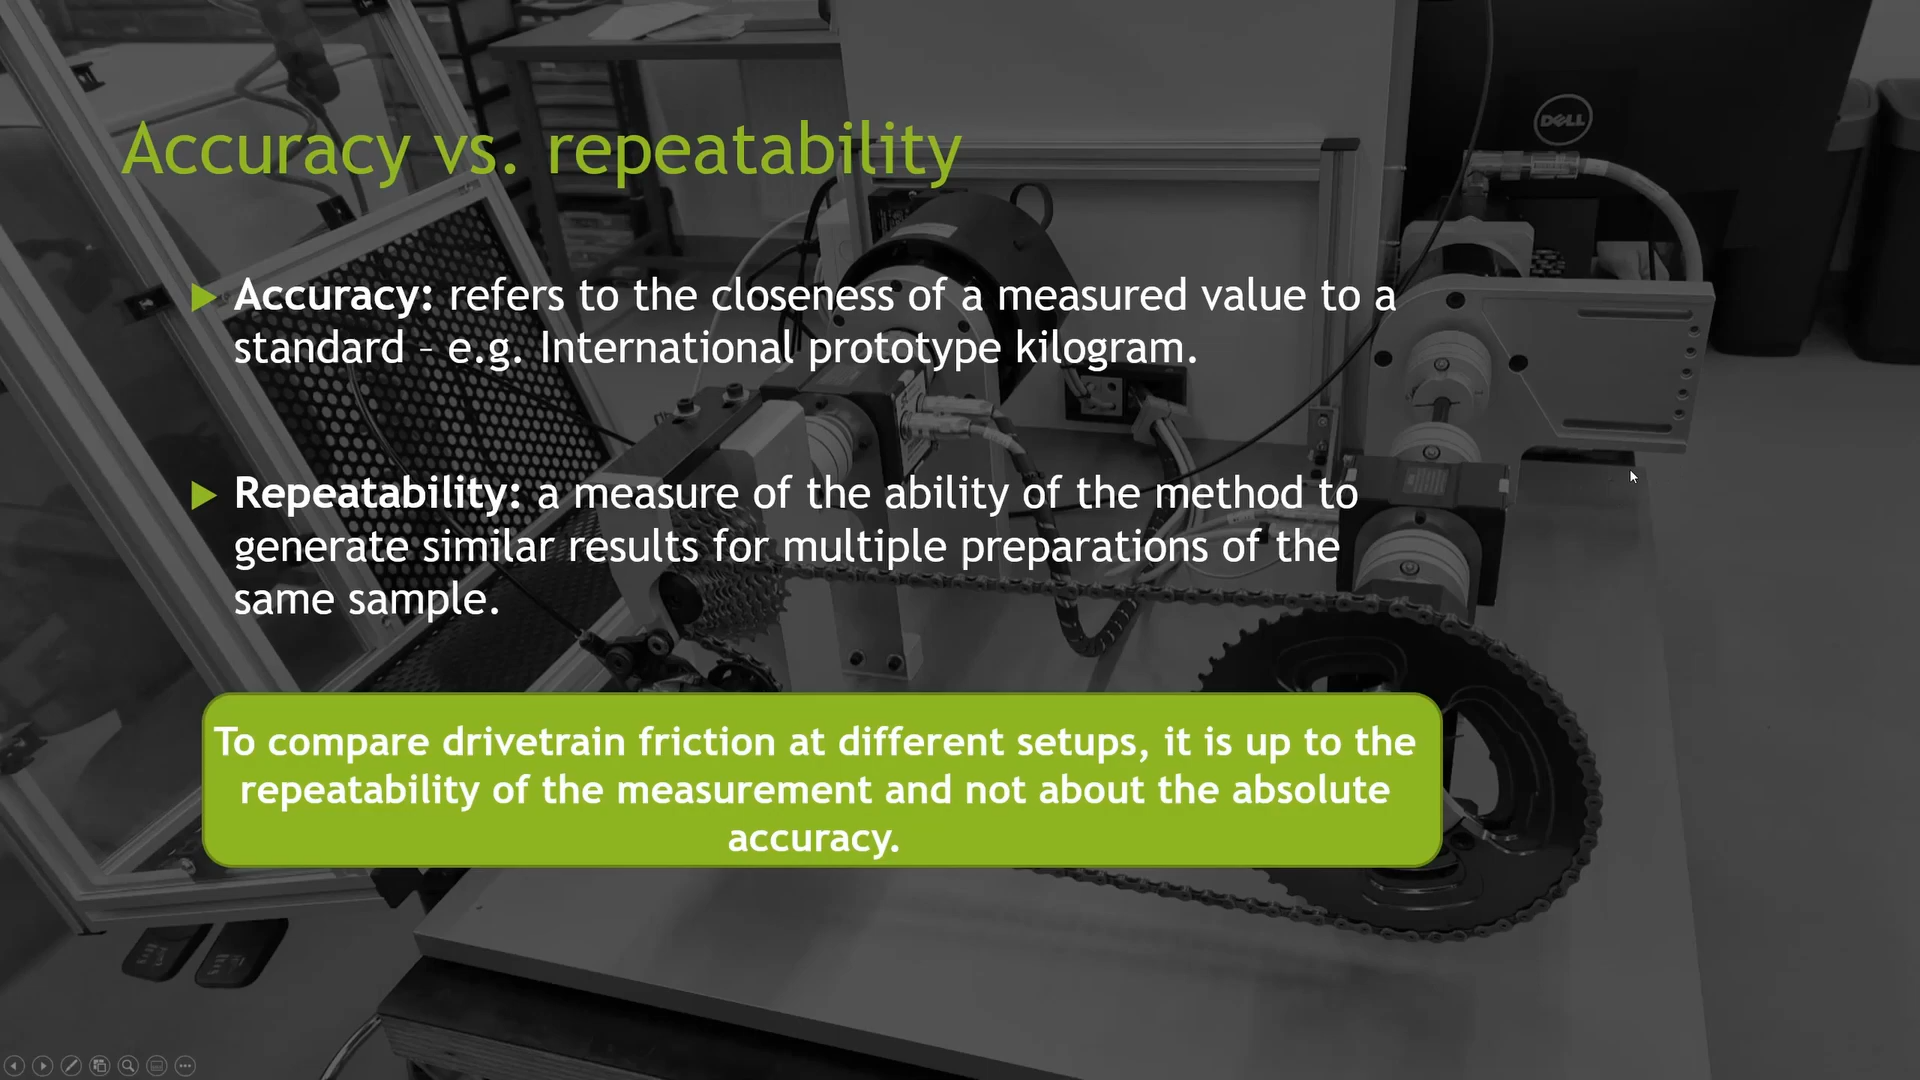 Accuracy vs. repeatability
DELL
Accuracy: refers to the closeness of a measured value to a
standard – e.g. International prototype kilogram.
Repeatability: a measure of the ability of the method to
generate similar results for multiple preparations of the
same sample.
To compare drivetrain friction at different setups, it is up to the
repeatability of the measurement and not about the absolute
accuracy.